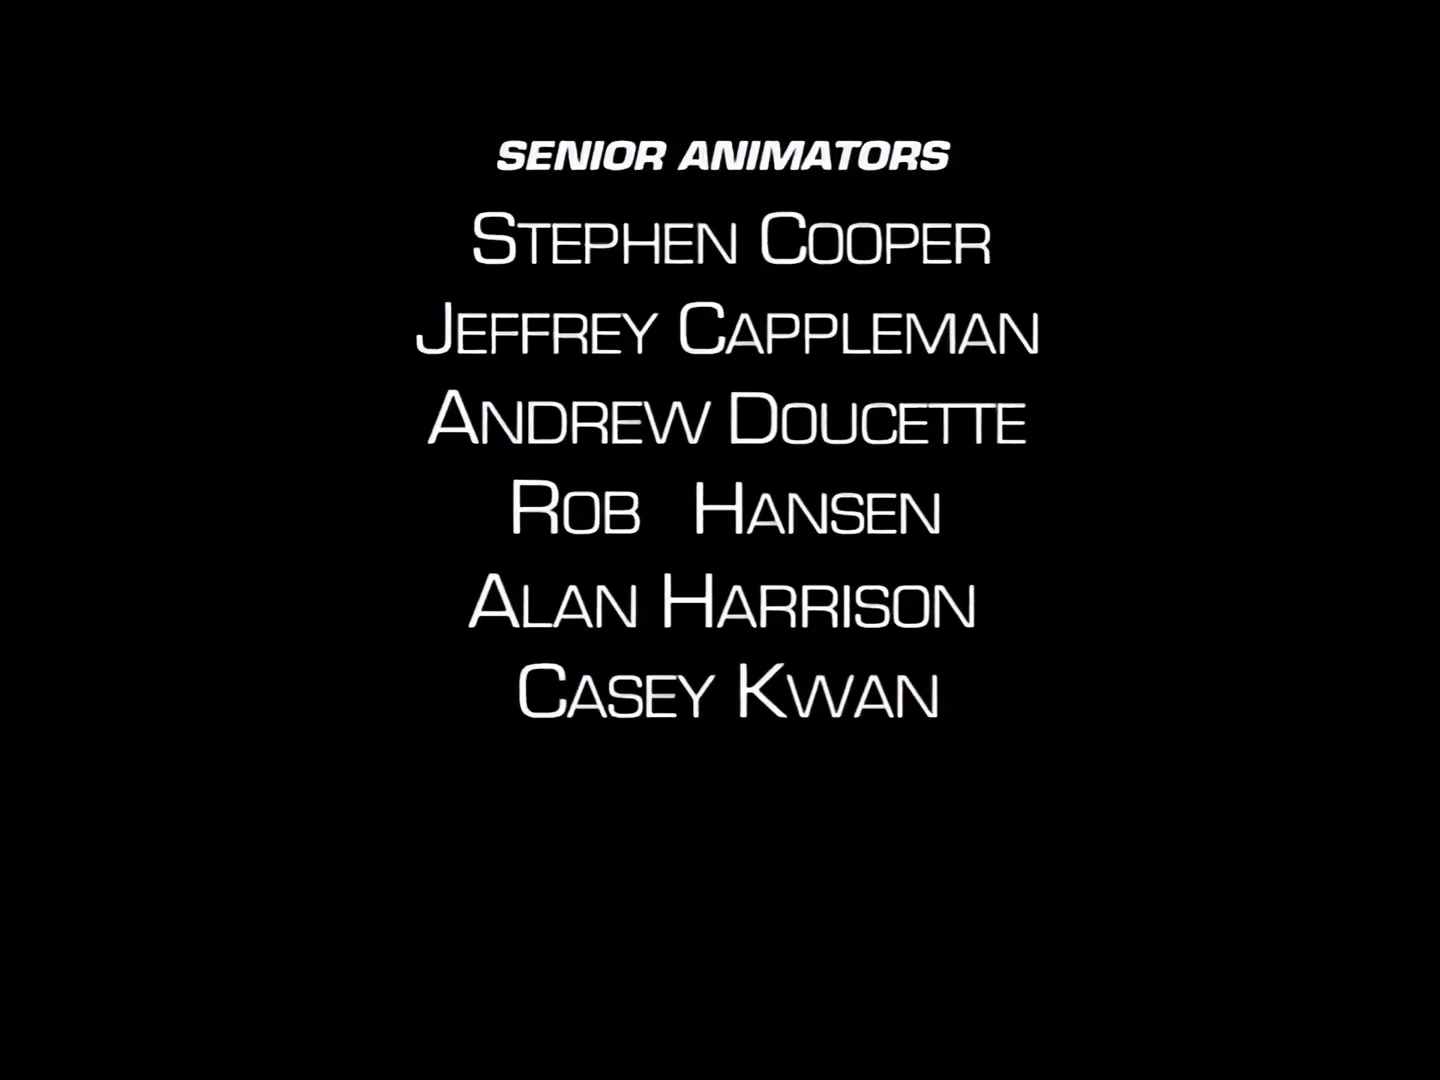 SENIOR ANIMATORS
STEPHEN COOPER
JEFFREY CAPPLEMAN
ANDREW DOUCETTE
ROB HANSEN
ALAN HARRISON
CASEY KWAN